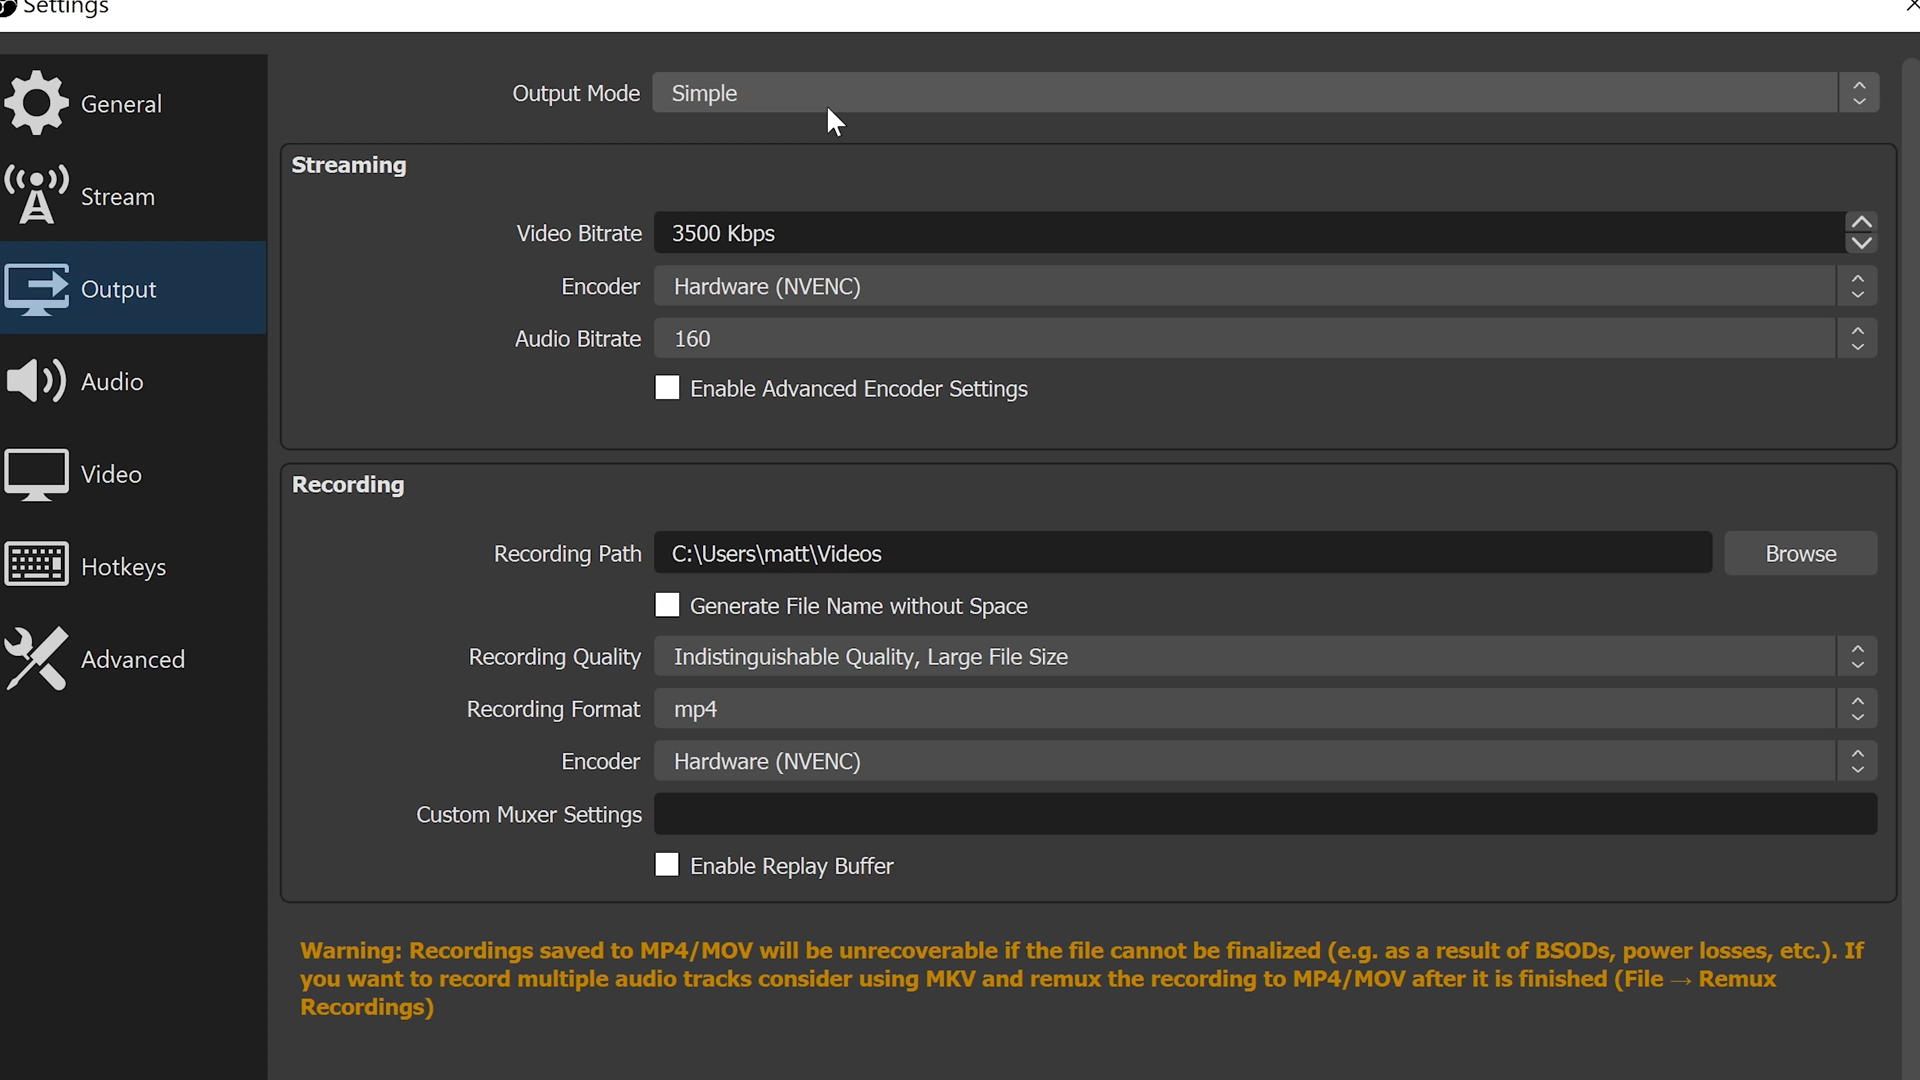 Settings
General
Stream
Output
Audio
Video
Hotkeys
Advanced
Output Mode Simple
Streaming
Video Bitrate 3500 Kbps
Encoder Hardware (NVENC)
Audio Bitrate 160
Enable Advanced Encoder Settings
Recording
Recording Path C:\Users\matt\Videos Browse
Generate File Name without Space
Recording Quality Indistinguishable Quality, Large File Size
Recording Format mp4
Encoder Hardware (NVENC)
Custom Muxer Settings
Enable Replay Buffer
Warning: Recordings saved to MP4/MOV will be unrecoverable if the file cannot be finalized (e.g. as a result of BSODs, power losses, etc.). If
you want to record multiple audio tracks consider using MKV and remux the recording to MP4/MOV after it is finished (File → Remux
Recordings)